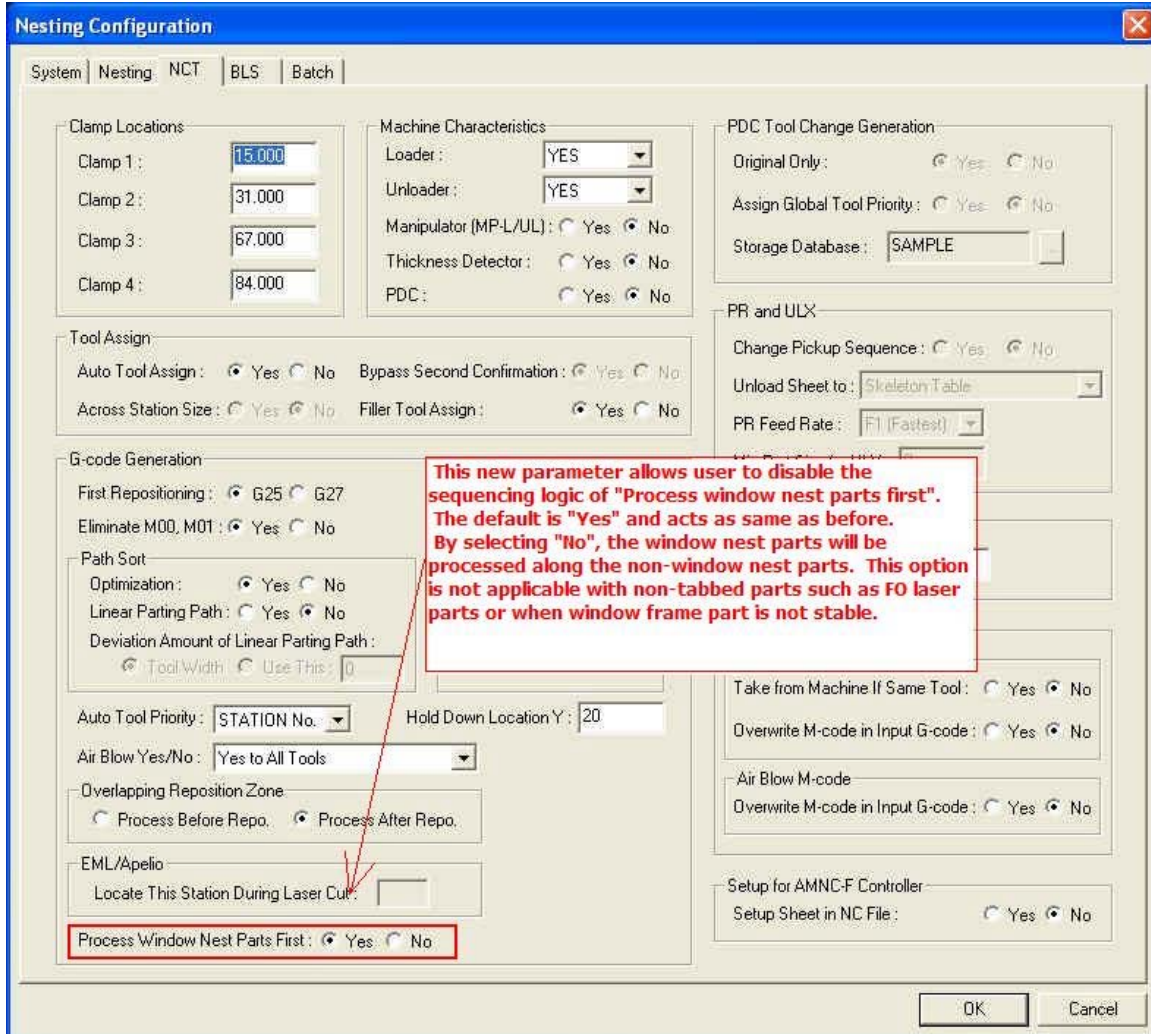 Nesting Configuration
System Nesting NCT BLS Batch
Clamp Locations
Clamp 1 : 15.000
Clamp 2 : 31.000
Clamp 3 : 67.000
Clamp 4 : 84.000
Machine Characteristics
Loader : YES
Unloader : YES
Manipulator (MP-L/UL) : Yes No
Thickness Detector : Yes No
PDC : Yes No
PDC Tool Change Generation
Original Only : Yes No
Assign Global Tool Priority : Yes No
Storage Database : SAMPLE ...
Tool Assign
Auto Tool Assign : Yes No Bypass Second Confirmation : Yes No
Across Station Size : Yes No Filler Tool Assign : Yes No
PR and ULX
Change Pickup Sequence : Yes No
Unload Sheet to : Skeleton Table
PR Feed Rate : F1 (Fastest)
G-code Generation
First Repositioning : G25 G27
Eliminate M00, M01 : Yes No
Path Sort
Optimization : Yes No
Linear Parting Path : Yes No
Deviation Amount of Linear Parting Path :
Tool Width Use This : 0
This new parameter allows user to disable the
sequencing logic of "Process window nest parts first".
The default is "Yes" and acts as same as before.
By selecting "No", the window nest parts will be
processed along the non-window nest parts. This option
is not applicable with non-tabbed parts such as FO laser
parts or when window frame part is not stable.
Auto Tool Priority : STATION No. Hold Down Location Y : 20
Air Blow Yes/No : Yes to All Tools
Overlapping Reposition Zone
Process Before Repo. Process After Repo.
EML/Apelio
Locate This Station During Laser Cut :
Process Window Nest Parts First : Yes No
Take from Machine If Same Tool : Yes No
Overwrite M-code in Input G-code : Yes No
Air Blow M-code
Overwrite M-code in Input G-code : Yes No
Setup for AMNC-F Controller
Setup Sheet in NC File : Yes No
OK Cancel